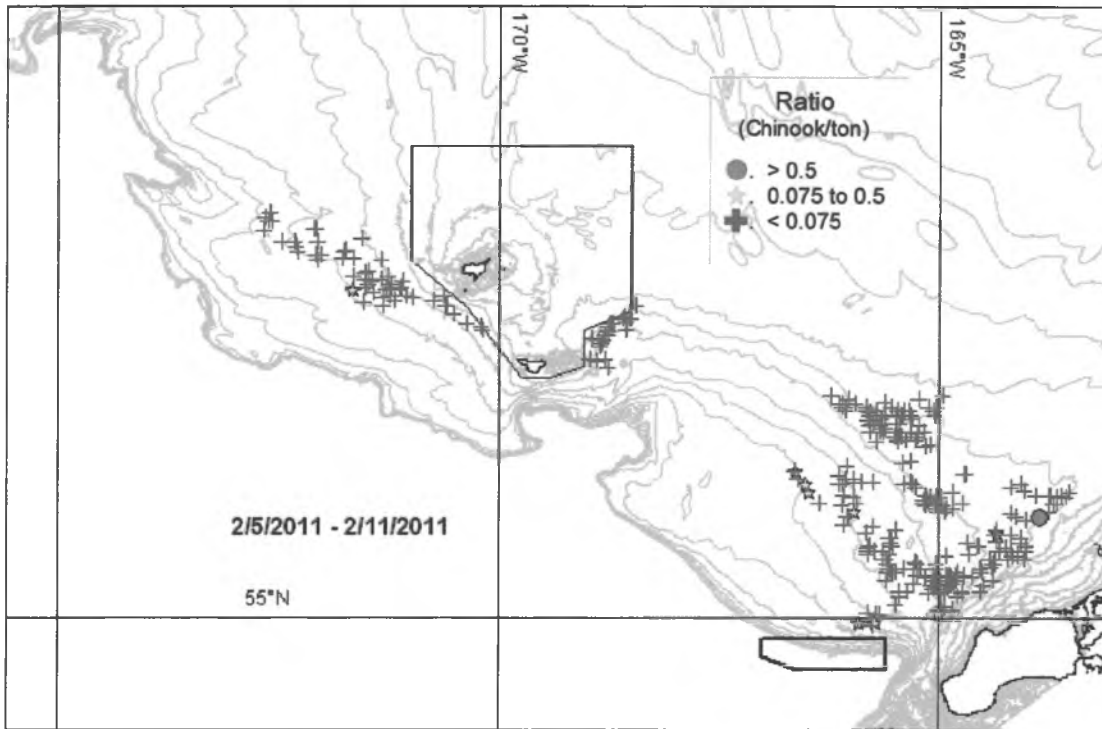 170°W
165°W
Ratio
(Chinook/ton)
. > 0.5
. 0.075 to 0.5
. < 0.075
2/5/2011 - 2/11/2011
55°N